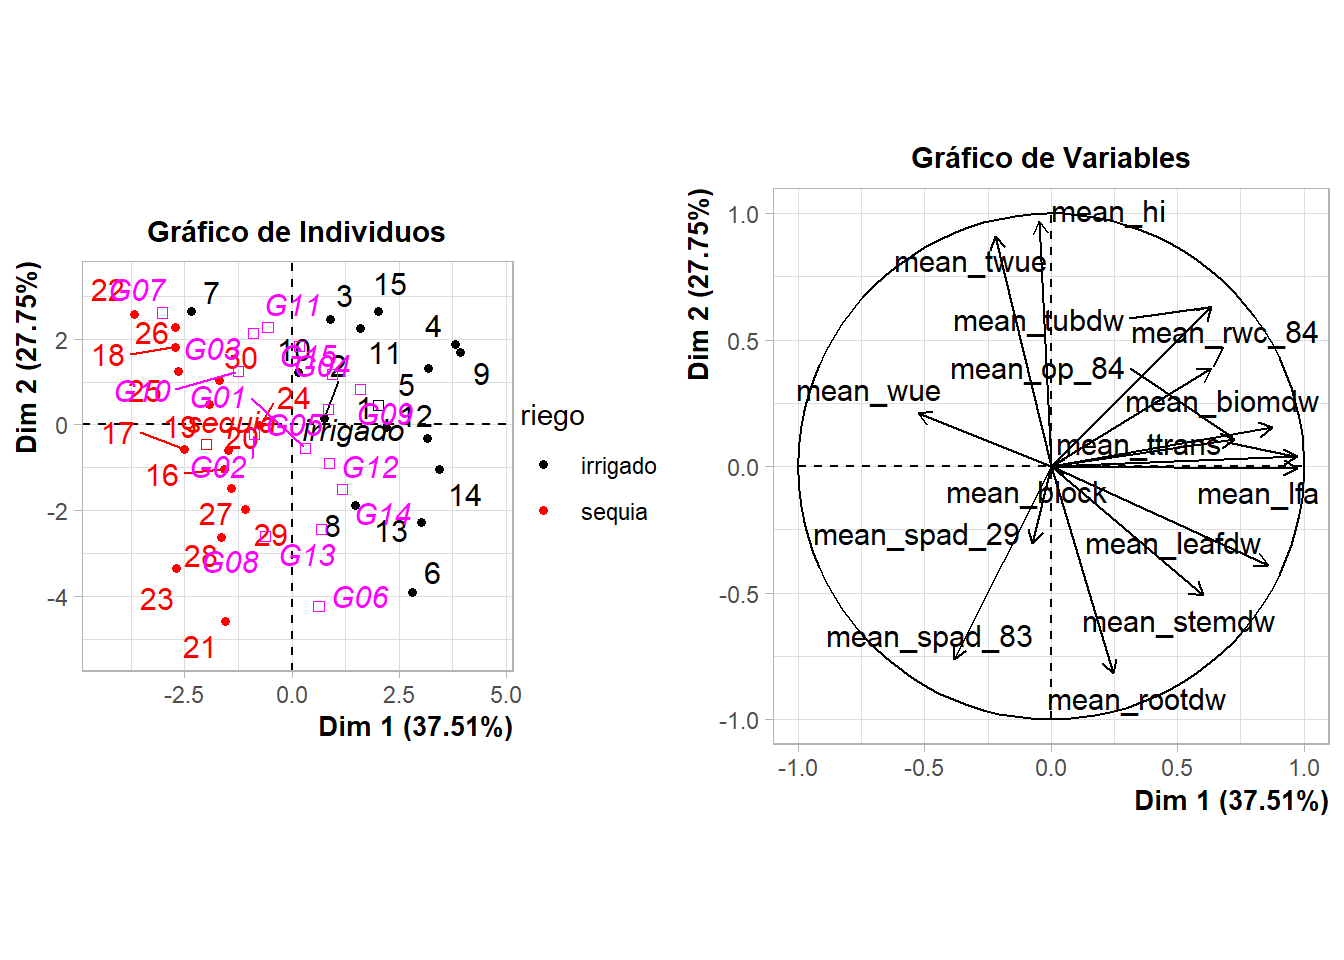 Gráfico de Individuos
Dim 2 (27.75%)
2
0
-2
-4
-2.5
0.0
2.5
5.0
Dim 1 (37.51%)
22
G07
7
G11
3
15
26
4
18
G03
30
10
G15
G04
2
11
9
G10
25
G01
24
5
1
G09
12
17
19
sequia
20
G05
irrigado
16
G02
G12
14
27
29
8
G14
13
28
G08
G13
23
6
G06
21
riego
irrigado
sequia
Gráfico de Variables
Dim 2 (27.75%)
1.0
0.5
0.0
-0.5
-1.0
-1.0
-0.5
0.0
0.5
1.0
Dim 1 (37.51%)
mean_hi
mean_twue
mean_tubdw
mean_rwc_84
mean_op_84
mean_wue
mean_biomdw
mean_ttrans
mean_block
mean_lfa
mean_spad_29
mean_leafdw
mean_stemdw
mean_spad_83
mean_rootdw